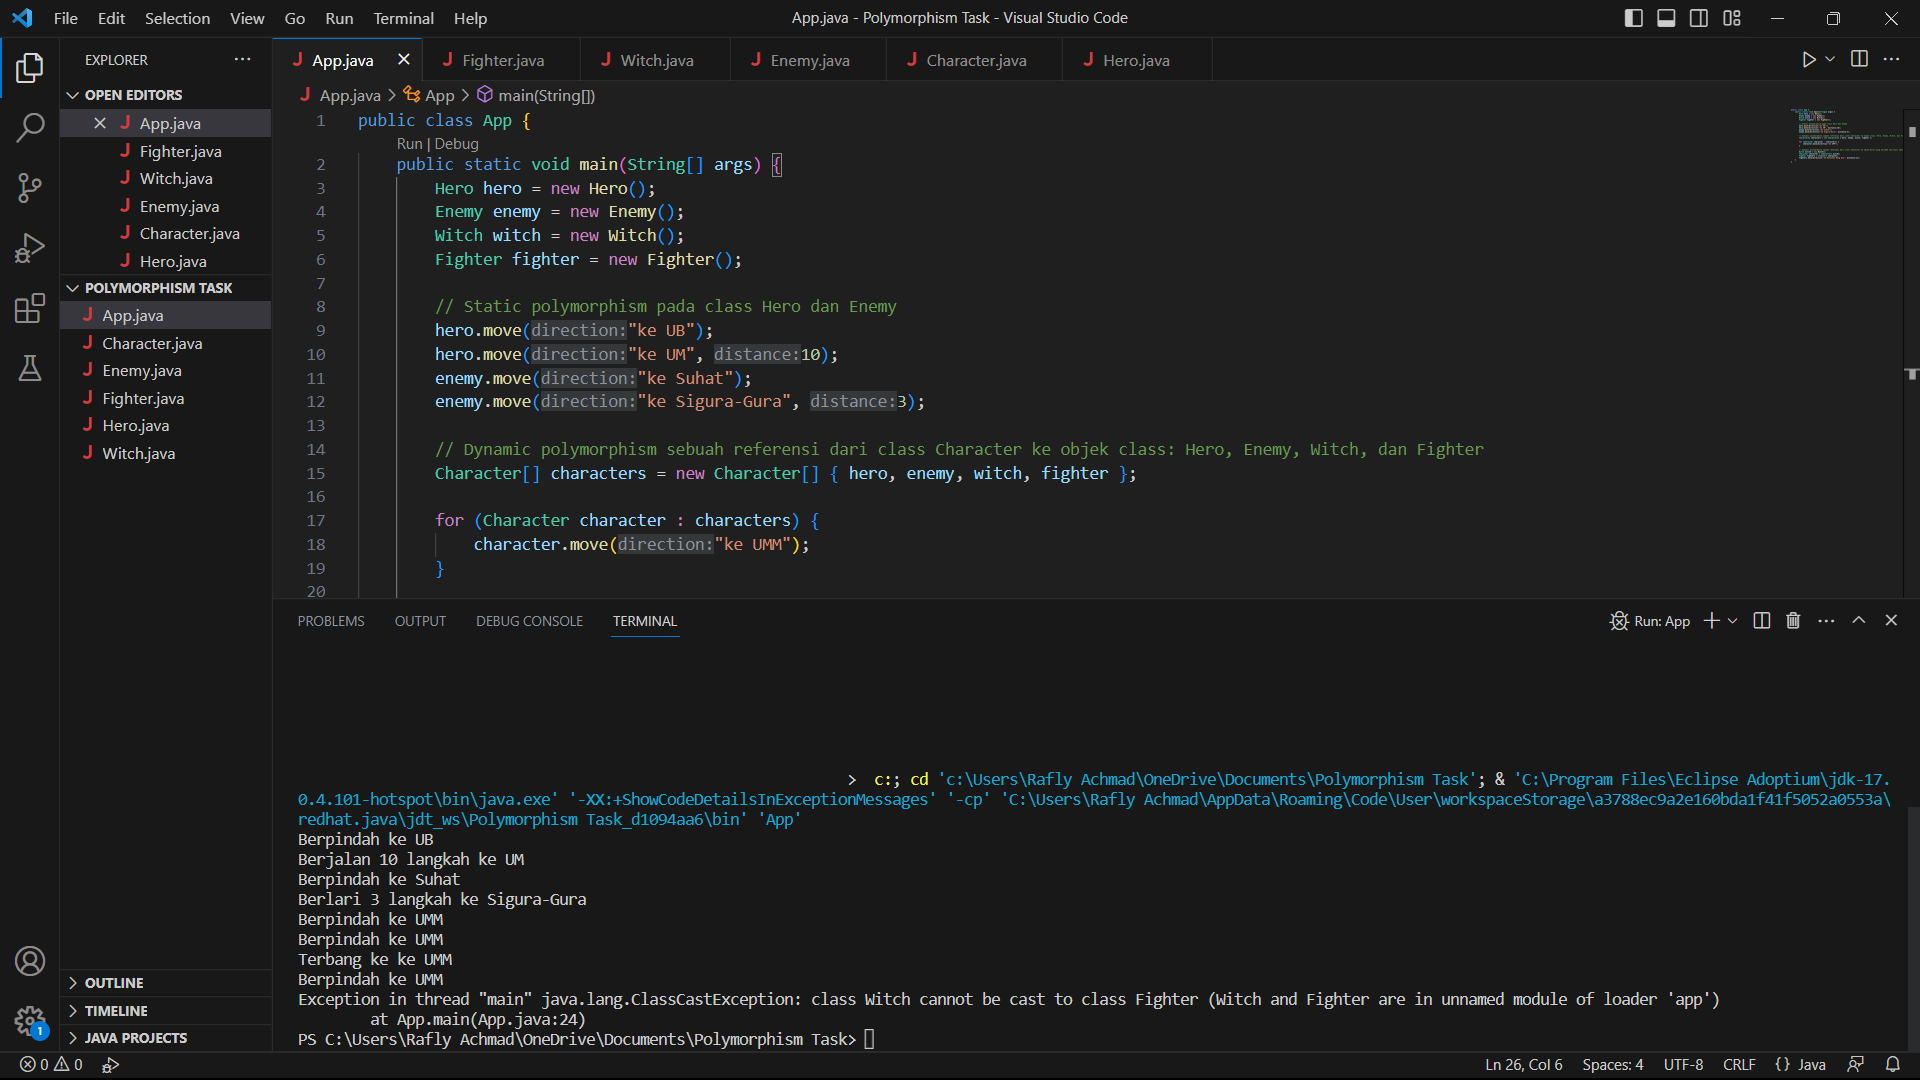 File Edit Selection View Go Run Terminal Help
App.java - Polymorphism Task - Visual Studio Code
EXPLORER
OPEN EDITORS
App.java
Fighter.java
Witch.java
Enemy.java
Character.java
Hero.java
POLYMORPHISM TASK
App.java
Character.java
Enemy.java
Fighter.java
Hero.java
Witch.java
OUTLINE
TIMELINE
JAVA PROJECTS
App.java Fighter.java Witch.java Enemy.java Character.java Hero.java
App.java > App > main(String[])
1 public class App {
Run | Debug
2 public static void main(String[] args) {
3 Hero hero = new Hero();
4 Enemy enemy = new Enemy();
5 Witch witch = new Witch();
6 Fighter fighter = new Fighter();
7
8 // Static polymorphism pada class Hero dan Enemy
9 hero.move(direction:"ke UB");
10 hero.move(direction:"ke UM", distance:10);
11 enemy.move(direction:"ke Suhat");
12 enemy.move(direction:"ke Sigura-Gura", distance:3);
13
14 // Dynamic polymorphism sebuah referensi dari class Character ke objek class: Hero, Enemy, Witch, dan Fighter
15 Character[] characters = new Character[] { hero, enemy, witch, fighter };
16
17 for (Character character : characters) {
18 character.move(direction:"ke UMM");
19 }
20
PROBLEMS OUTPUT DEBUG CONSOLE TERMINAL
Run: App
> c:; cd 'c:\Users\Rafly Achmad\OneDrive\Documents\Polymorphism Task'; & 'C:\Program Files\Eclipse Adoptium\jdk-17.
0.4.101-hotspot\bin\java.exe' '-XX:+ShowCodeDetailsInExceptionMessages' '-cp' 'C:\Users\Rafly Achmad\AppData\Roaming\Code\User\workspaceStorage\a3788ec9a2e160bda1f41f5052a0553a\
redhat.java\jdt_ws\Polymorphism Task_d1094aa6\bin' 'App'
Berpindah ke UB
Berjalan 10 langkah ke UM
Berpindah ke Suhat
Berlari 3 langkah ke Sigura-Gura
Berpindah ke UMM
Berpindah ke UMM
Terbang ke ke UMM
Berpindah ke UMM
Exception in thread "main" java.lang.ClassCastException: class Witch cannot be cast to class Fighter (Witch and Fighter are in unnamed module of loader 'app')
at App.main(App.java:24)
PS C:\Users\Rafly Achmad\OneDrive\Documents\Polymorphism Task>
1
0 0
Ln 26, Col 6 Spaces: 4 UTF-8 CRLF {} Java